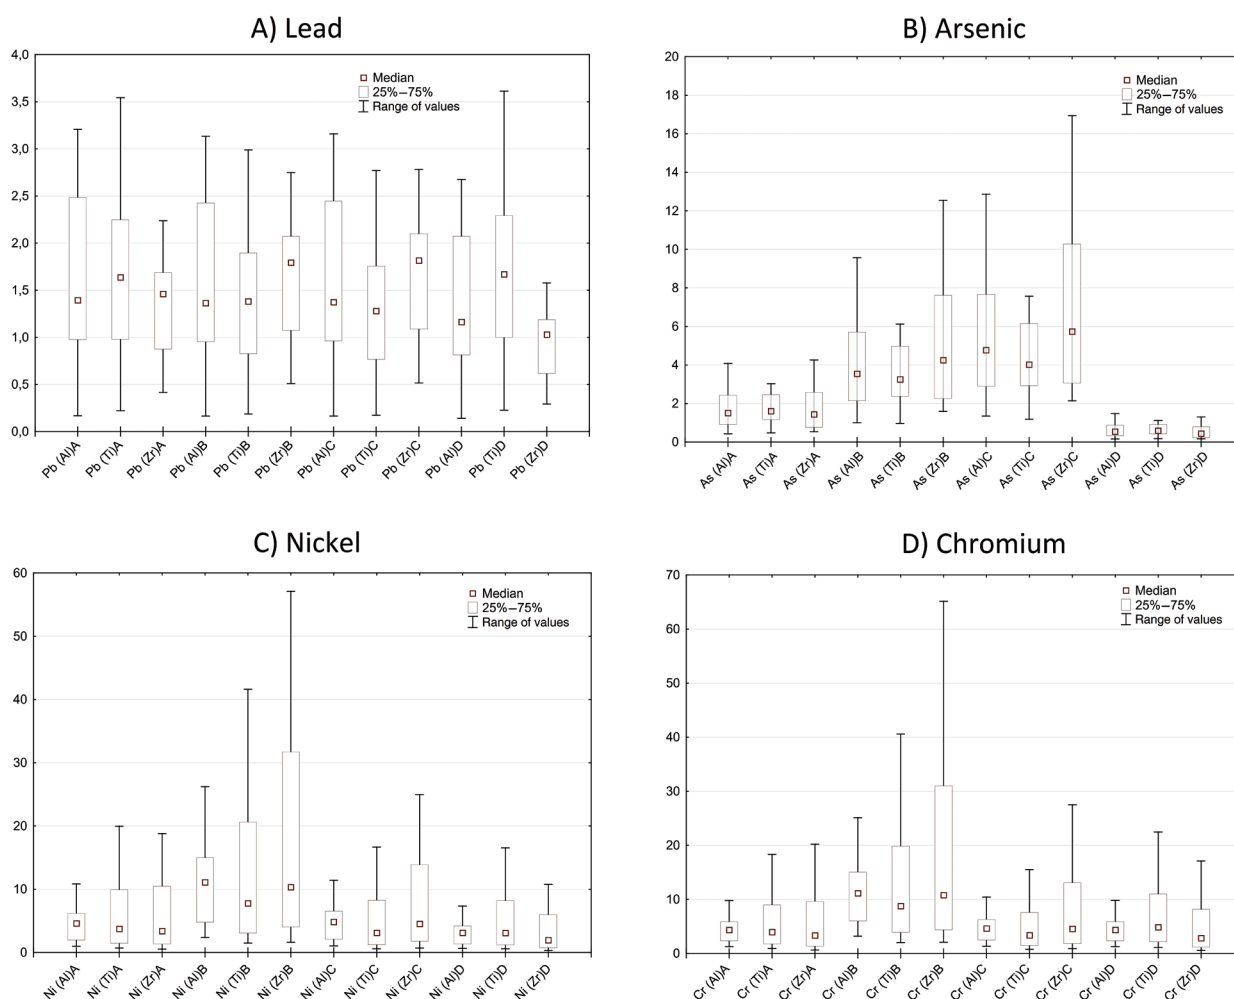 A) Lead
4,0
3,5
3,0
2,5
2,0
1,5
1,0
0,5
0,0
Median
25%–75%
Range of values
Pb (Al)A
Pb (Ti)A
Pb (Zr)A
Pb (Al)B
Pb (Ti)B
Pb (Zr)B
Pb (Al)C
Pb (Ti)C
Pb (Zr)C
Pb (Al)D
Pb (Ti)D
Pb (Zr)D
B) Arsenic
20
18
16
14
12
10
8
6
4
2
0
Median
25%–75%
Range of values
As (Al)A
As (Ti)A
As (Zr)A
As (Al)B
As (Ti)B
As (Zr)B
As (Al)C
As (Ti)C
As (Zr)C
As (Al)D
As (Ti)D
As (Zr)D
C) Nickel
60
50
40
30
20
10
0
Median
25%–75%
Range of values
Ni (Al)A
Ni (Ti)A
Ni (Zr)A
Ni (Al)B
Ni (Ti)B
Ni (Zr)B
Ni (Al)C
Ni (Ti)C
Ni (Zr)C
Ni (Al)D
Ni (Ti)D
Ni (Zr)D
D) Chromium
70
60
50
40
30
20
10
0
Median
25%–75%
Range of values
Cr (Al)A
Cr (Ti)A
Cr (Zr)A
Cr (Al)B
Cr (Ti)B
Cr (Zr)B
Cr (Al)C
Cr (Ti)C
Cr (Zr)C
Cr (Al)D
Cr (Ti)D
Cr (Zr)D